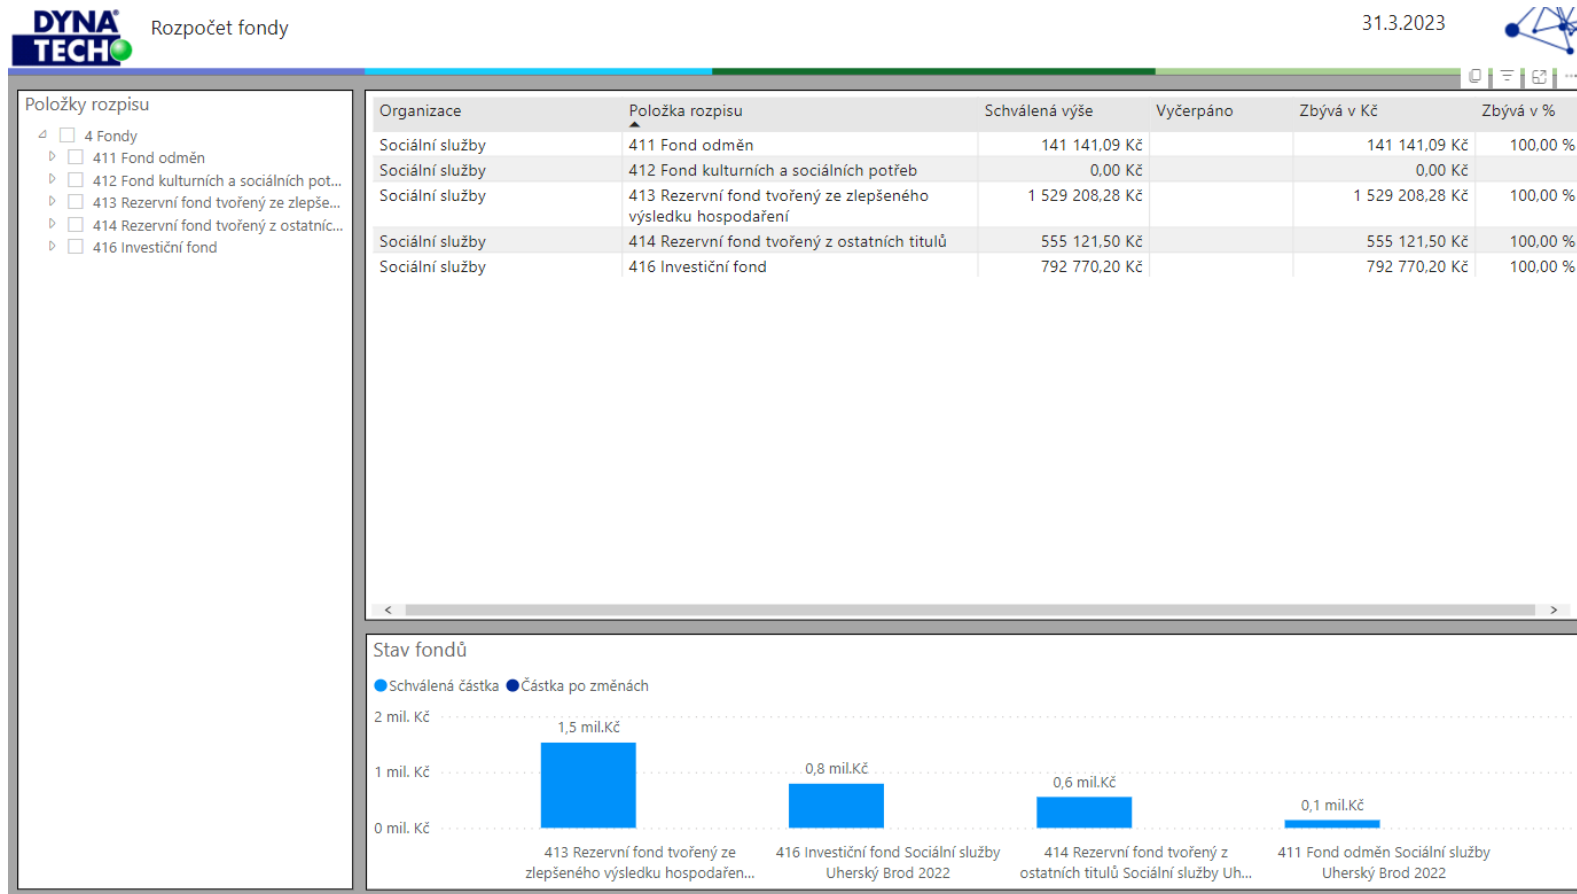 DYNA
TECH
Rozpočet fondy
31.3.2023
Položky rozpisu
4 Fondy
411 Fond odměn
412 Fond kulturních a sociálních pot...
413 Rezervní fond tvořený ze zlepše...
414 Rezervní fond tvořený z ostatníc...
416 Investiční fond
Organizace Položka rozpisu Schválená výše Vyčerpáno Zbývá v Kč Zbývá v %
Sociální služby 411 Fond odměn 141 141,09 Kč 141 141,09 Kč 100,00 %
Sociální služby 412 Fond kulturních a sociálních potřeb 0,00 Kč 0,00 Kč
Sociální služby 413 Rezervní fond tvořený ze zlepšeného 1 529 208,28 Kč 1 529 208,28 Kč 100,00 %
výsledku hospodaření
Sociální služby 414 Rezervní fond tvořený z ostatních titulů 555 121,50 Kč 555 121,50 Kč 100,00 %
Sociální služby 416 Investiční fond 792 770,20 Kč 792 770,20 Kč 100,00 %
Stav fondů
Schválená částka Částka po změnách
2 mil. Kč
1 mil. Kč
0 mil. Kč
1,5 mil.Kč
0,8 mil.Kč
0,6 mil.Kč
0,1 mil.Kč
413 Rezervní fond tvořený ze
zlepšeného výsledku hospodařen...
416 Investiční fond Sociální služby
Uherský Brod 2022
414 Rezervní fond tvořený z
ostatních titulů Sociální služby Uh...
411 Fond odměn Sociální služby
Uherský Brod 2022